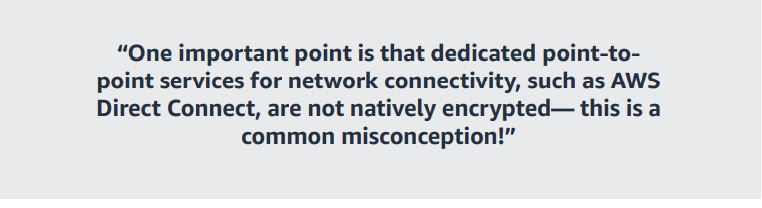 “One important point is that dedicated point-to-
point services for network connectivity, such as AWS
Direct Connect, are not natively encrypted— this is a
common misconception!”